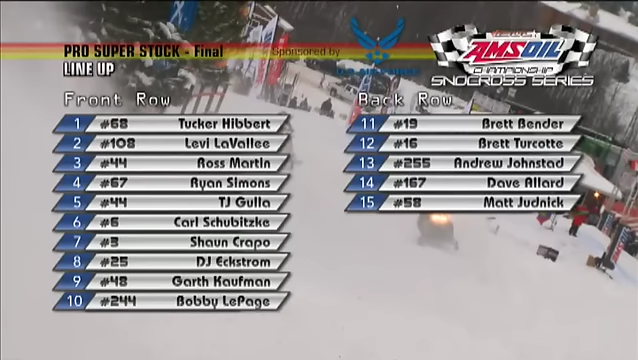 PRO SUPER STOCK - Final
LINE UP
Sponsored by
AMSOIL
CHAMPIONSHIP
SNOCROSS SERIES
Front Row
1 #68 Tucker Hibbert
2 #108 Levi LaVallee
3 #44 Ross Martin
4 #67 Ryan Simons
5 #44 TJ Gulla
6 #6 Carl Schubitzke
7 #3 Shaun Crapo
8 #25 DJ Eckstrom
9 #48 Garth Kaufman
10 #244 Bobby LePage
Back Row
11 #19 Brett Bender
12 #16 Brett Turcotte
13 #255 Andrew Johnstad
14 #167 Dave Allard
15 #58 Matt Judnick